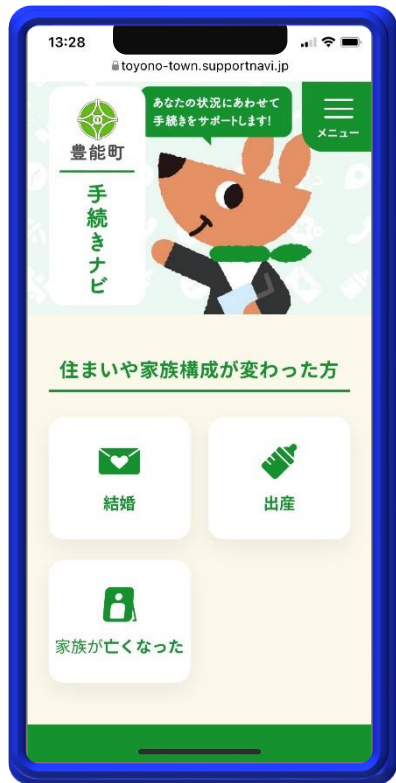 13:28
toyono-town.supportnavi.jp
あなたの状況にあわせて
手続きをサポートします!
メニュー
豊能町
手続きナビ
住まいや家族構成が変わった方
結婚
出産
家族が亡くなった